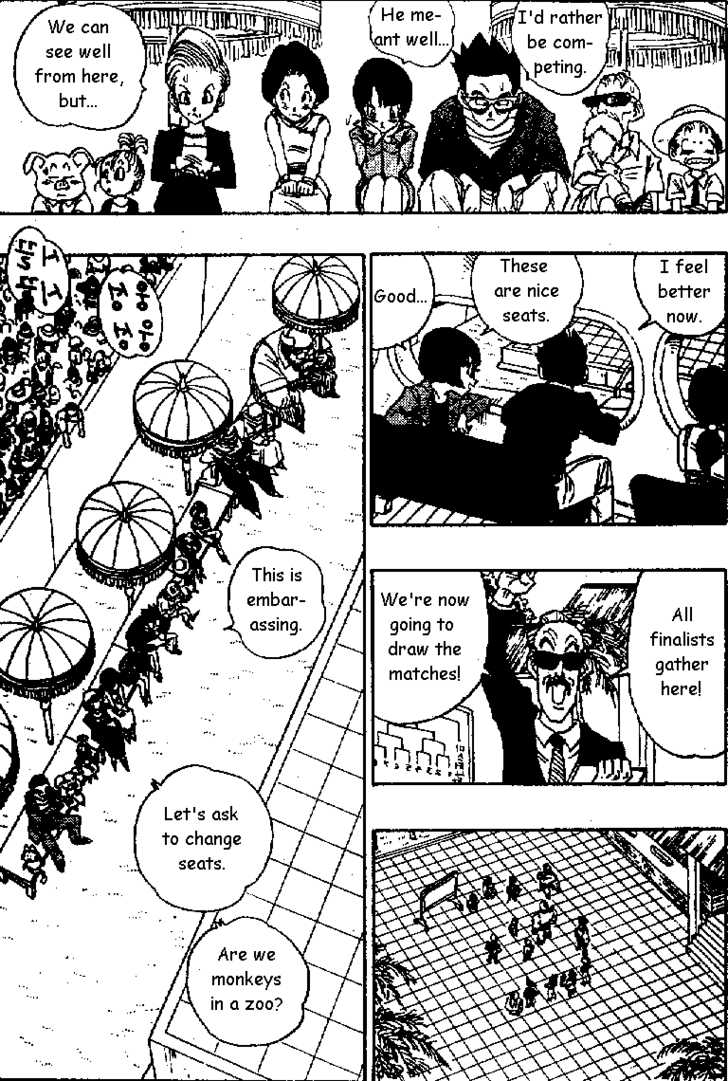 We can
see well
from here,
but...
He me-
ant well...
I'd rather
be com-
peting.
This is
embar-
assing.
Let's ask
to change
seats.
Are we
monkeys
in a zoo?
Good...
These
are nice
seats.
I feel
better
now.
We're now
going to
draw the
matches!
All
finalists
gather
here!